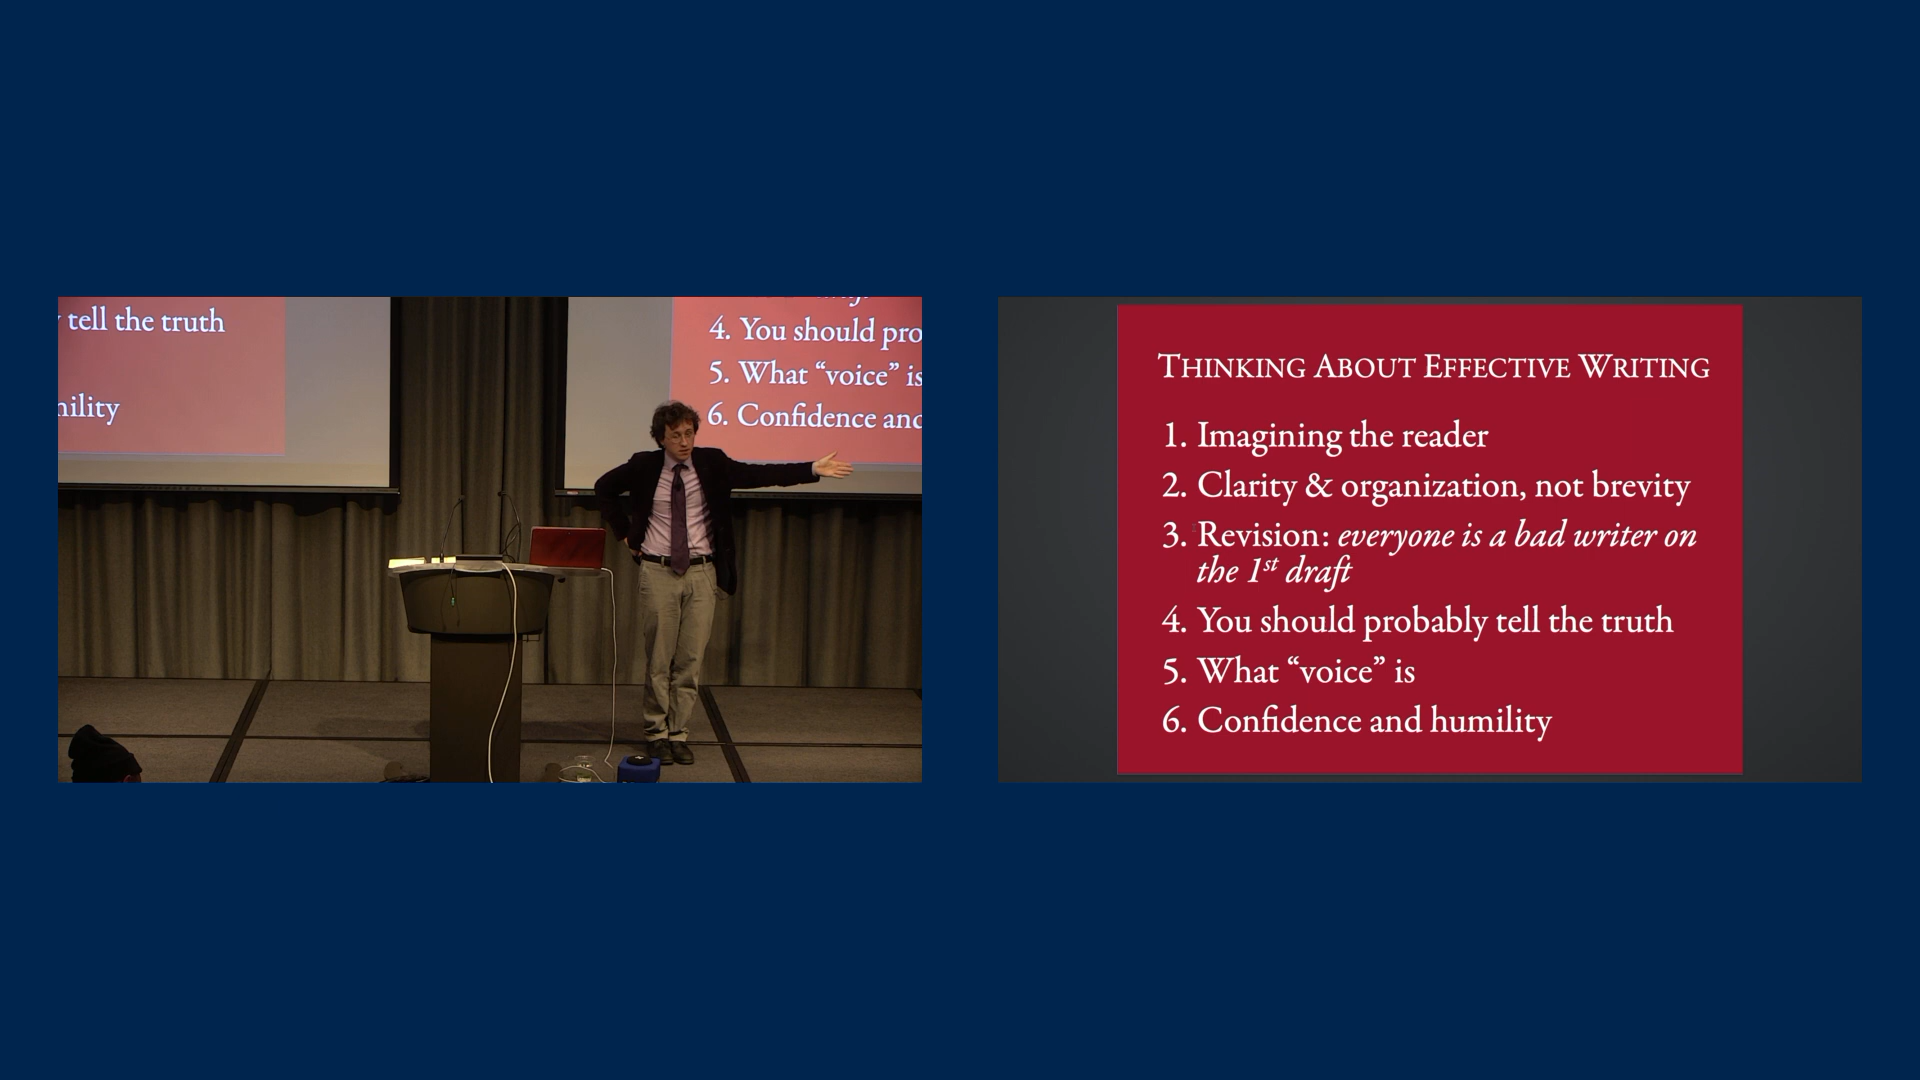 tell the truth
4. You should pro
5. What “voice” is
nility
6. Confidence and
THINKING ABOUT EFFECTIVE WRITING
1. Imagining the reader
2. Clarity & organization, not brevity
3. Revision: everyone is a bad writer on
the 1st draft
4. You should probably tell the truth
5. What “voice” is
6. Confidence and humility